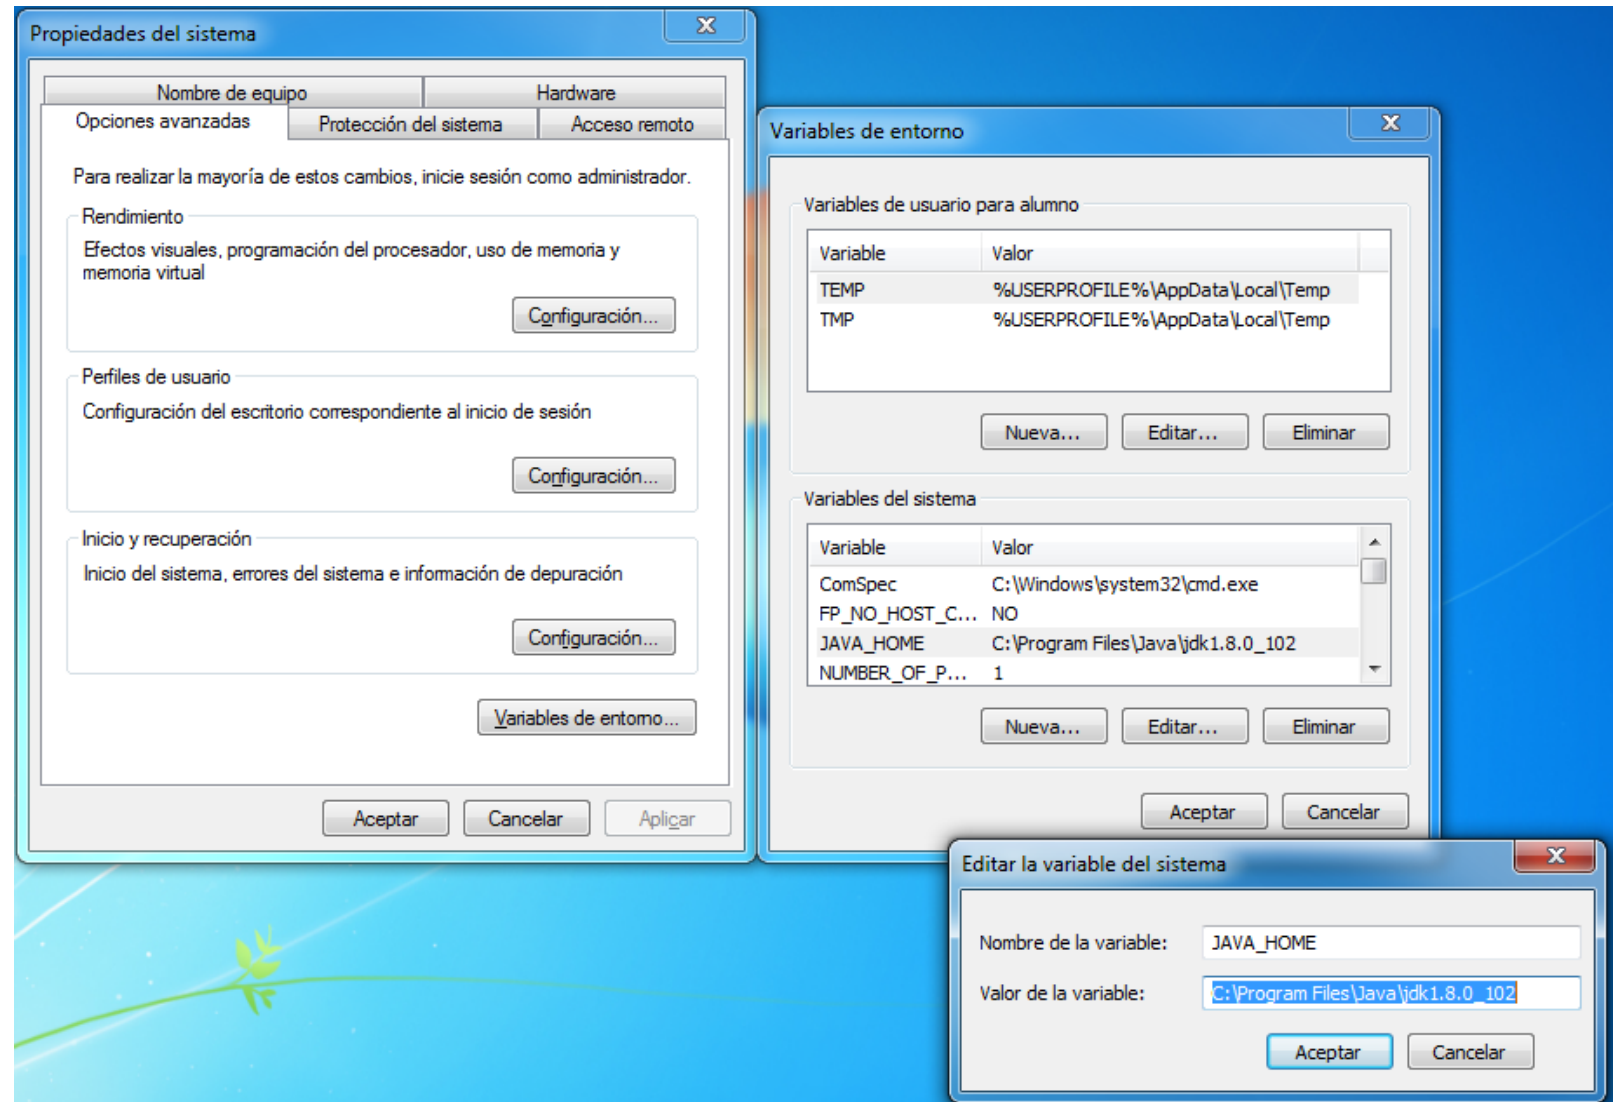 Propiedades del sistema
Nombre de equipo
Hardware
Opciones avanzadas
Protección del sistema
Acceso remoto
Para realizar la mayoría de estos cambios, inicie sesión como administrador.
Rendimiento
Efectos visuales, programación del procesador, uso de memoria y
memoria virtual
Configuración...
Perfiles de usuario
Configuración del escritorio correspondiente al inicio de sesión
Configuración...
Inicio y recuperación
Inicio del sistema, errores del sistema e información de depuración
Configuración...
Variables de entorno...
Aceptar
Cancelar
Aplicar
Variables de entorno
Variables de usuario para alumno
Variable Valor
TEMP %USERPROFILE%\AppData\Local\Temp
TMP %USERPROFILE%\AppData\Local\Temp
Nueva... Editar... Eliminar
Variables del sistema
Variable Valor
ComSpec C:\Windows\system32\cmd.exe
FP_NO_HOST_C... NO
JAVA_HOME C:\Program Files\Java\jdk1.8.0_102
NUMBER_OF_P... 1
Nueva... Editar... Eliminar
Aceptar Cancelar
Editar la variable del sistema
Nombre de la variable: JAVA_HOME
Valor de la variable: C:\Program Files\Java\jdk1.8.0_102
Aceptar Cancelar